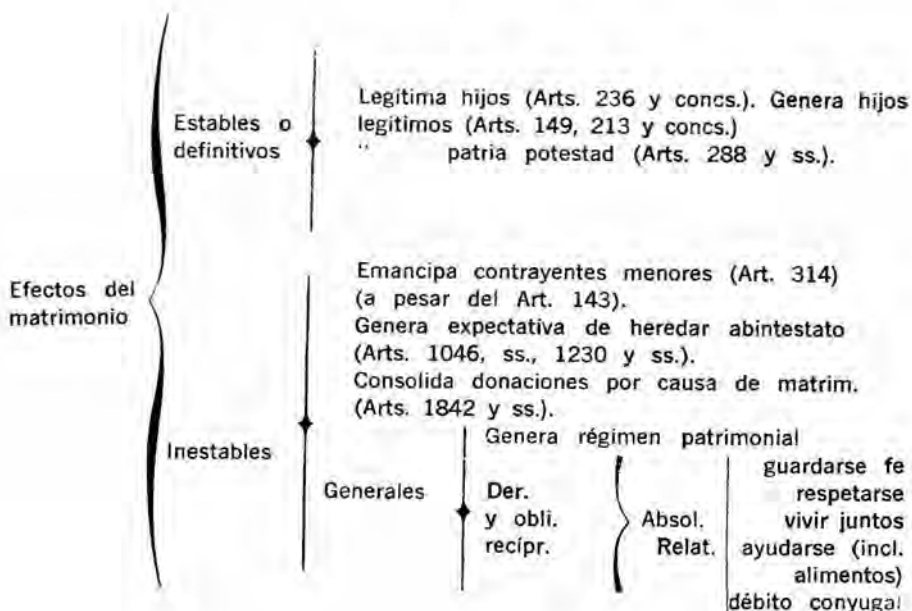 Efectos del
matrimonio
Estables o
definitivos
Legitima hijos (Arts. 236 y concs.). Genera hijos
legítimos (Arts. 149, 213 y concs.)
" patria potestad (Arts. 288 y ss.).
Inestables
Emancipa contrayentes menores (Art. 314)
(a pesar del Art. 143).
Genera expectativa de heredar abintestato
(Arts. 1046, ss., 1230 y ss.).
Consolida donaciones por causa de matrim.
(Arts. 1842 y ss.).
Generales
Genera régimen patrimonial
Der.
y obli.
recípr.
Absol.
Relat.
guardarse fe
respetarse
vivir juntos
ayudarse (incl.
alimentos)
débito conyugal